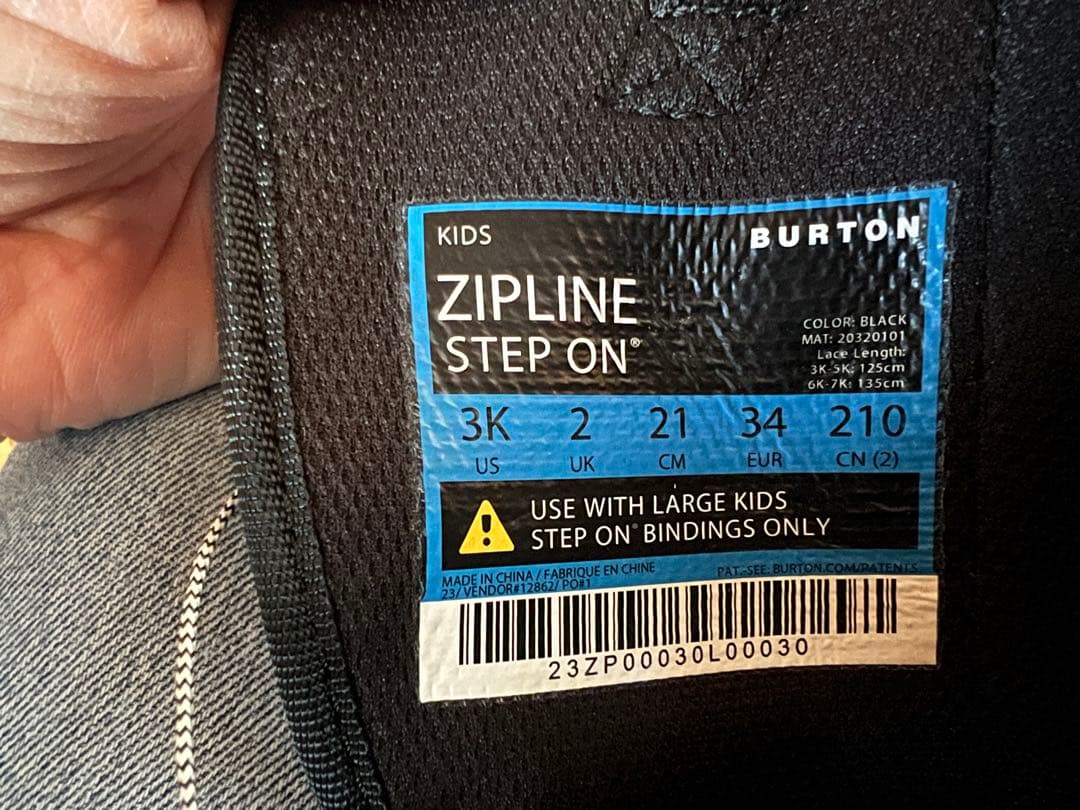 KIDS BURTON
ZIPLINE
STEP ON®
COLOR: BLACK
MAT: 20320101
Lace Length:
3K-5K: 125cm
6K-7K: 135cm
3K 2 21 34 210
US UK CM EUR CN (2)
USE WITH LARGE KIDS
STEP ON® BINDINGS ONLY
MADE IN CHINA / FABRIQUE EN CHINE
23/ VENDOR#12862/ PO#1
PAT.-SEE: BURTON.COM/PATENTS
23ZP00030L00030